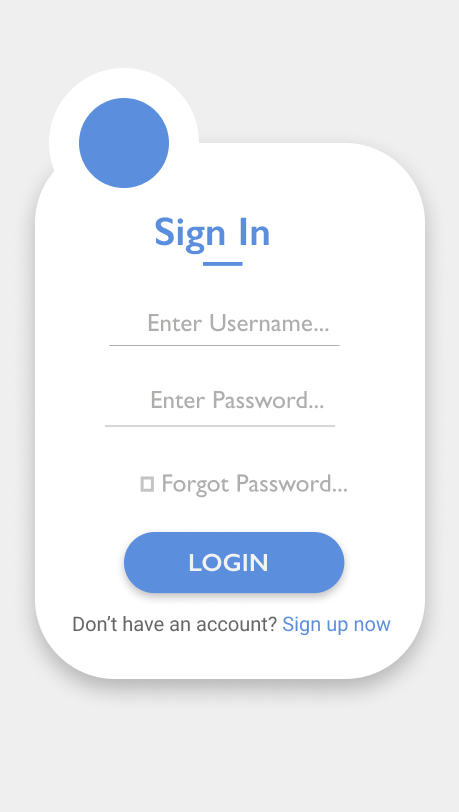 Sign In
Enter Username...
Enter Password...
Forgot Password...
LOGIN
Don’t have an account? Sign up now